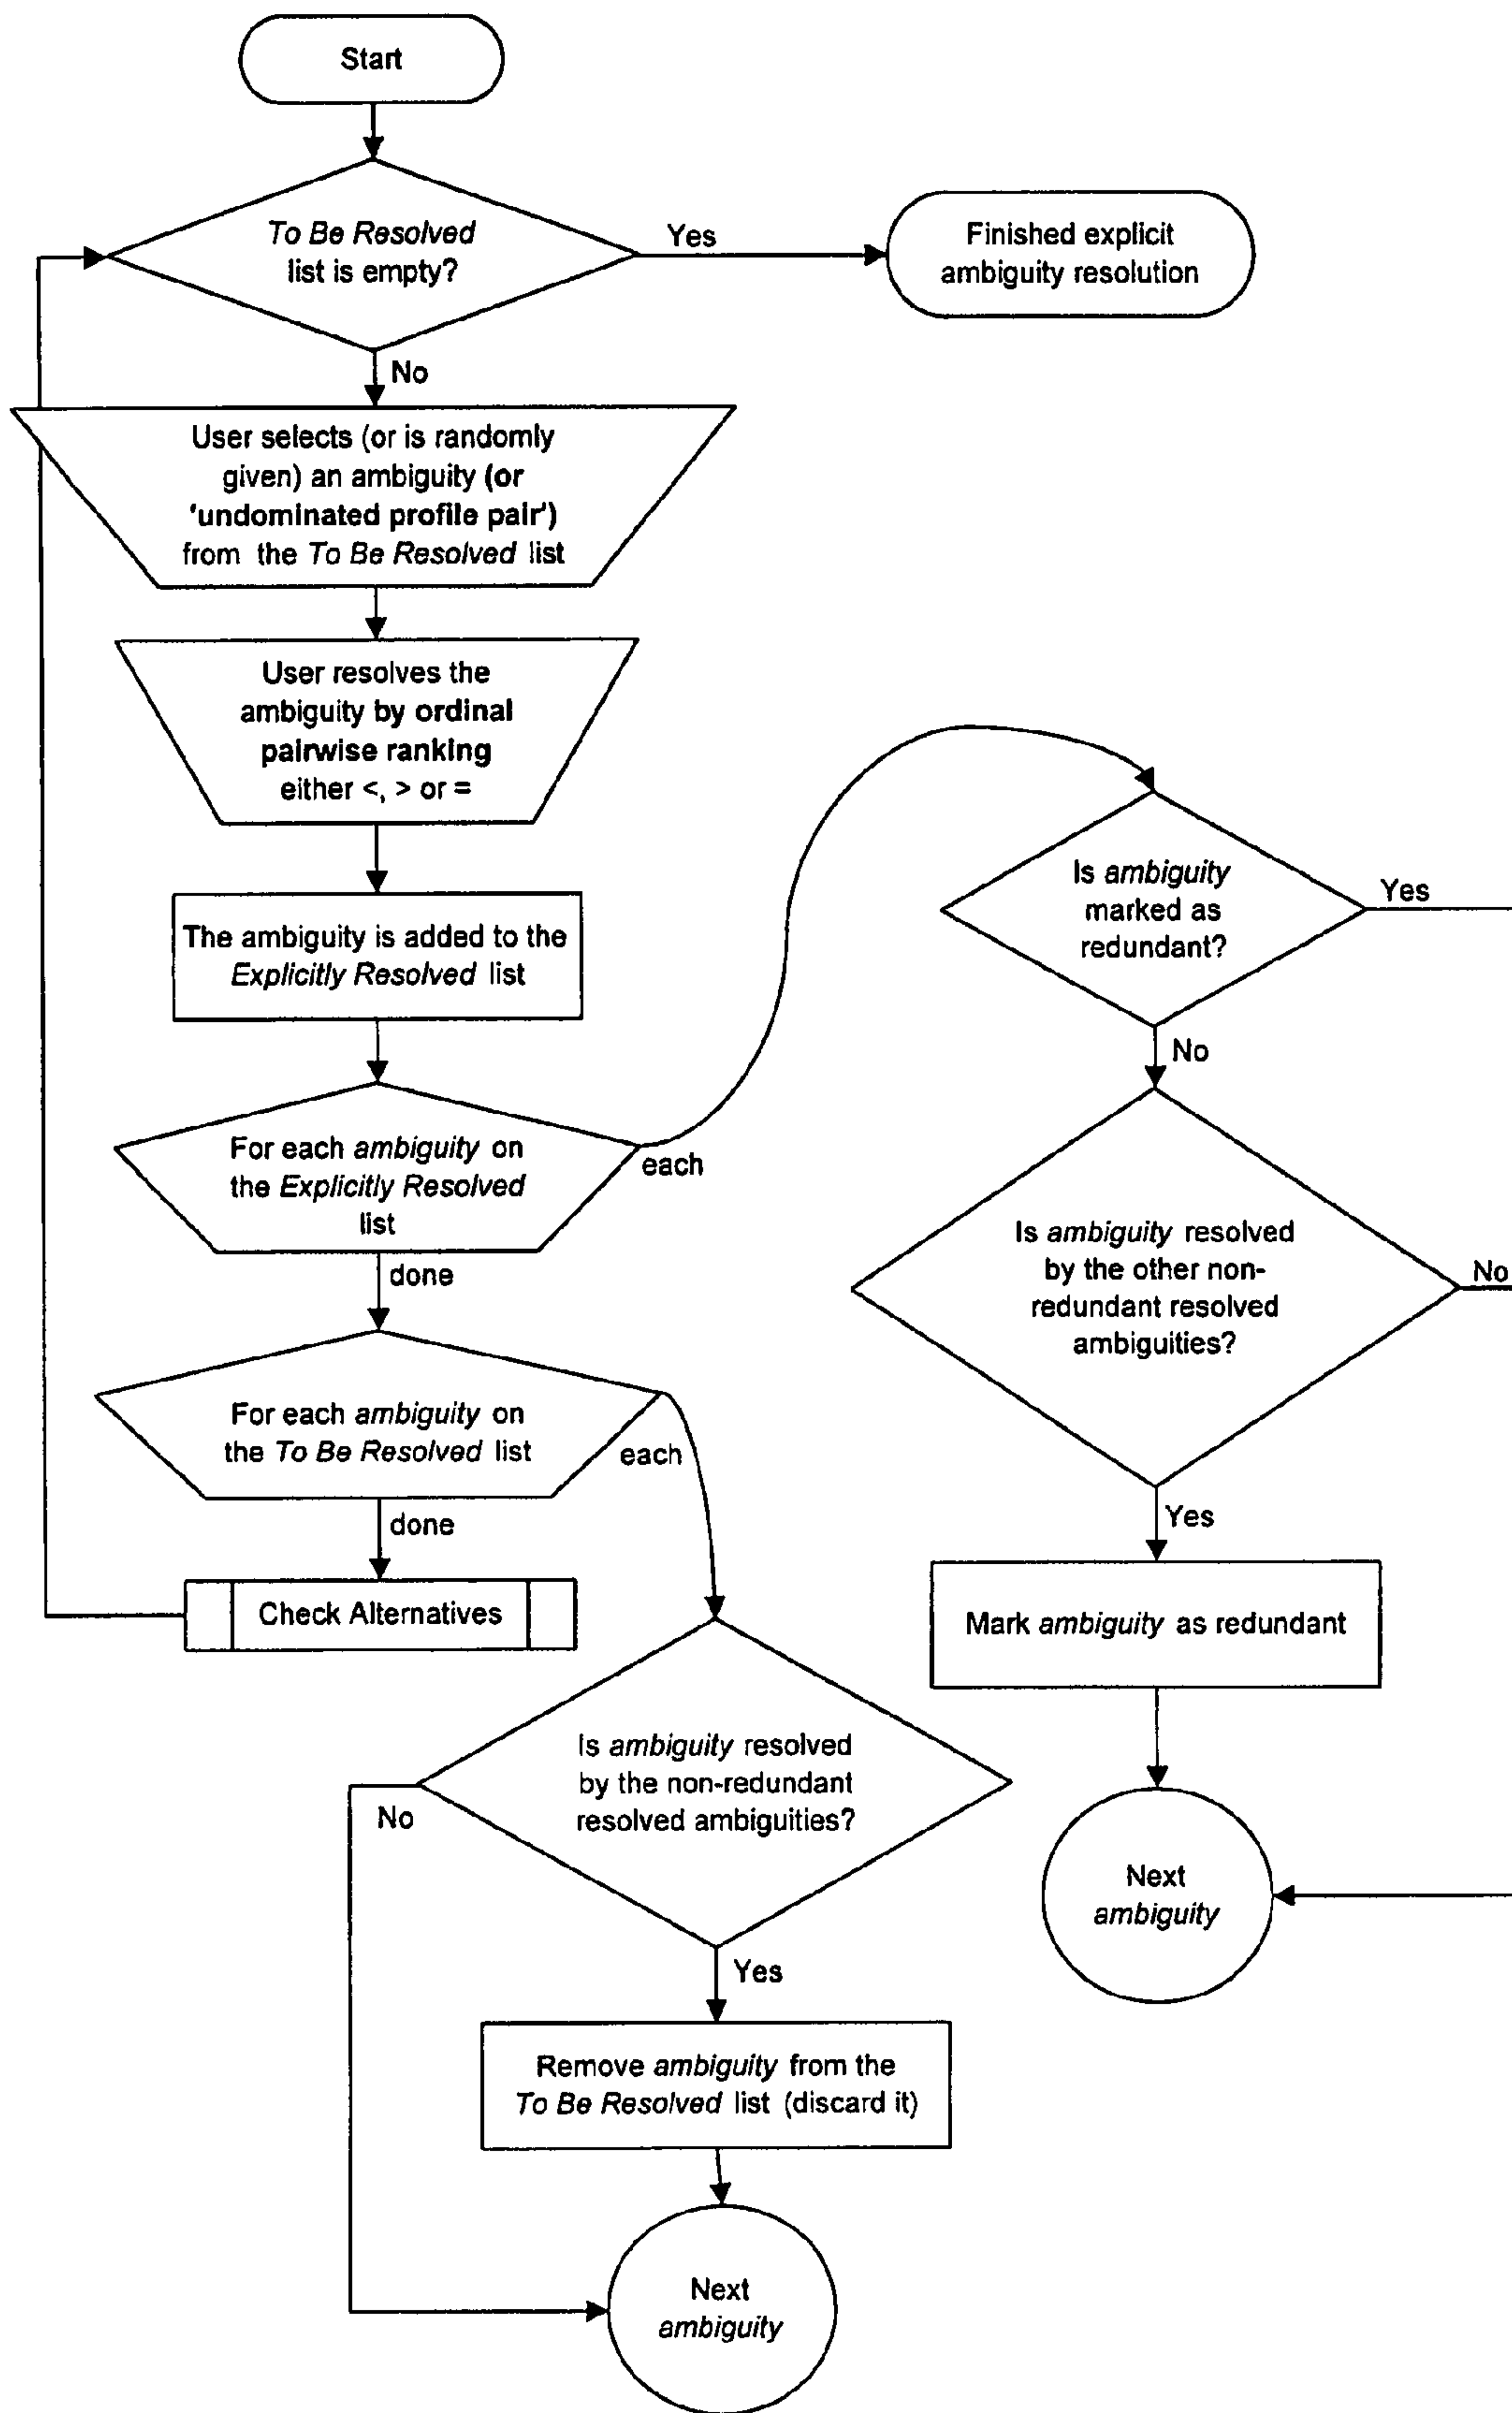 Start
To Be Resolved
list is empty?
Yes
Finished explicit
ambiguity resolution
No
User selects (or is randomly
given) an ambiguity (or
'undominated profile pair')
from the To Be Resolved list
User resolves the
ambiguity by ordinal
pairwise ranking
either <, > or =
The ambiguity is added to the
Explicitly Resolved list
For each ambiguity on
the Explicitly Resolved
list
each
done
For each ambiguity on
the To Be Resolved list
each
done
Check Alternatives
Is ambiguity
marked as
redundant?
Yes
No
Is ambiguity resolved
by the other non-
redundant resolved
ambiguities?
No
Yes
Mark ambiguity as redundant
Next
ambiguity
Is ambiguity resolved
by the non-redundant
resolved ambiguities?
No
Yes
Remove ambiguity from the
To Be Resolved list (discard it)
Next
ambiguity